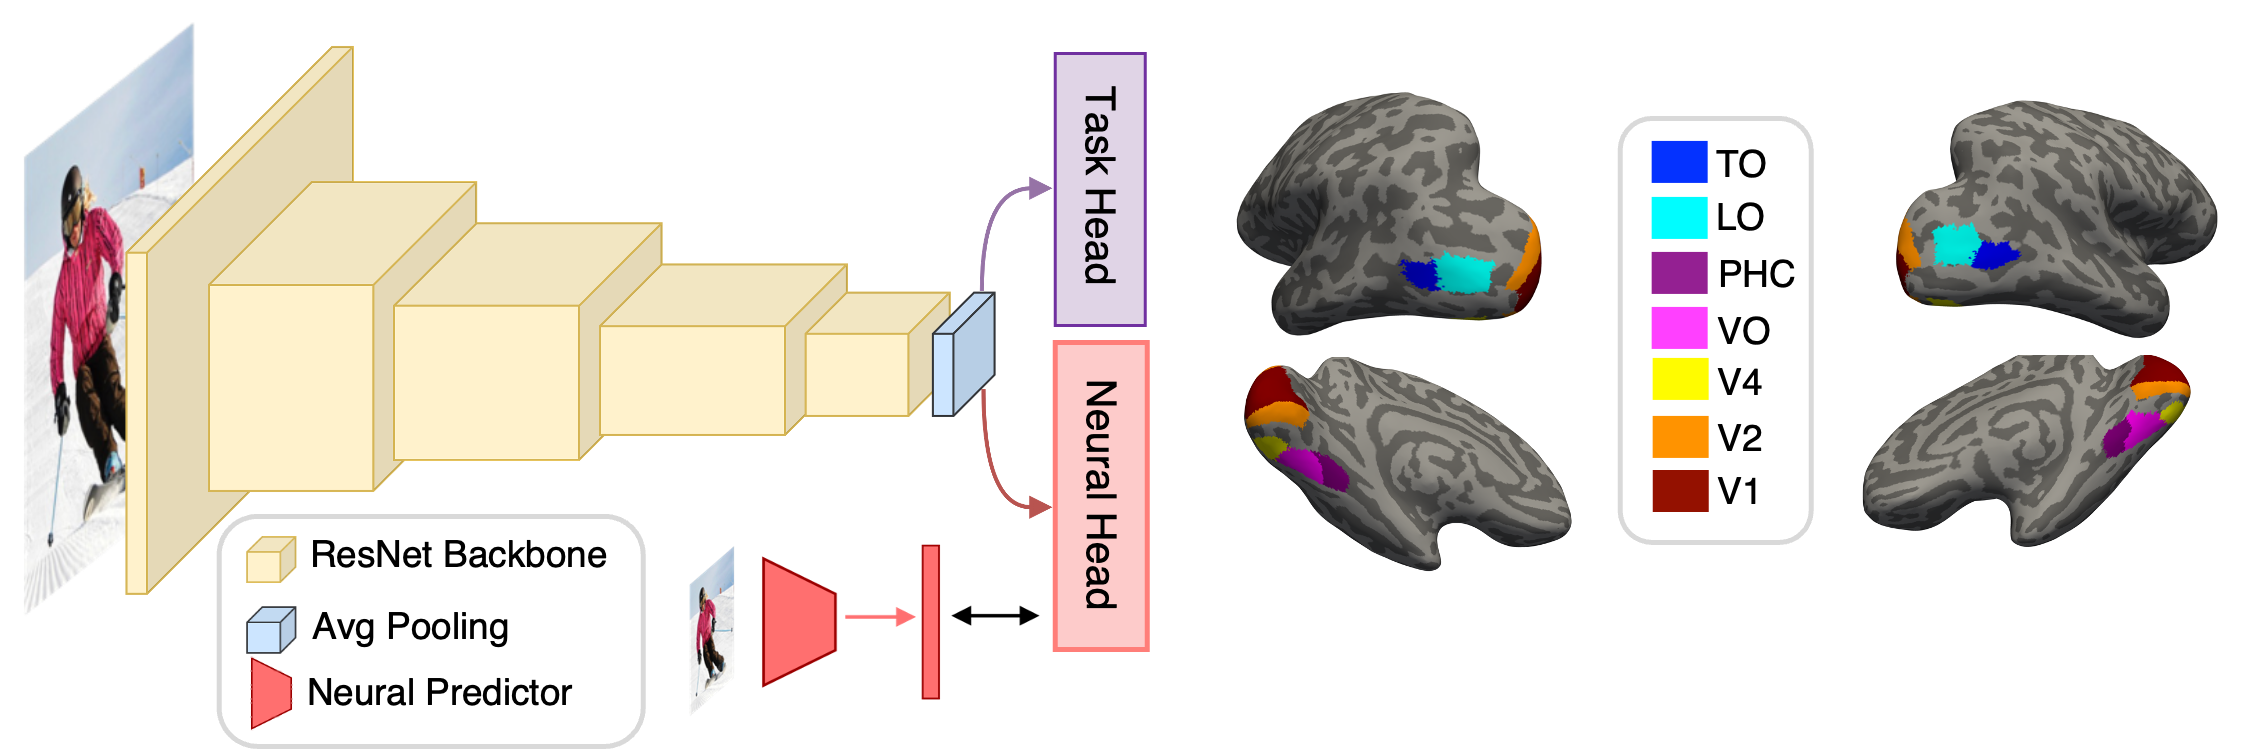 Task Head
Neural Head
ResNet Backbone
Avg Pooling
Neural Predictor
TO
LO
PHC
VO
V4
V2
V1